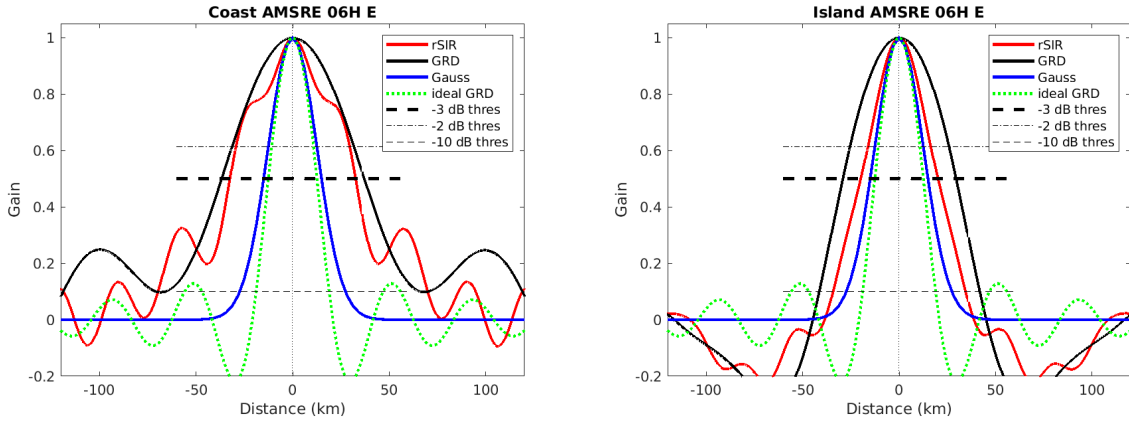 Coast AMSRE 06H E
1
0.8
0.6
0.4
0.2
0
-0.2
Gain
-100
-50
0
50
100
Distance (km)
rSIR
GRD
Gauss
ideal GRD
-3 dB thres
-2 dB thres
-10 dB thres
Island AMSRE 06H E
1
0.8
0.6
0.4
0.2
0
-0.2
Gain
-100
-50
0
50
100
Distance (km)
rSIR
GRD
Gauss
ideal GRD
-3 dB thres
-2 dB thres
-10 dB thres